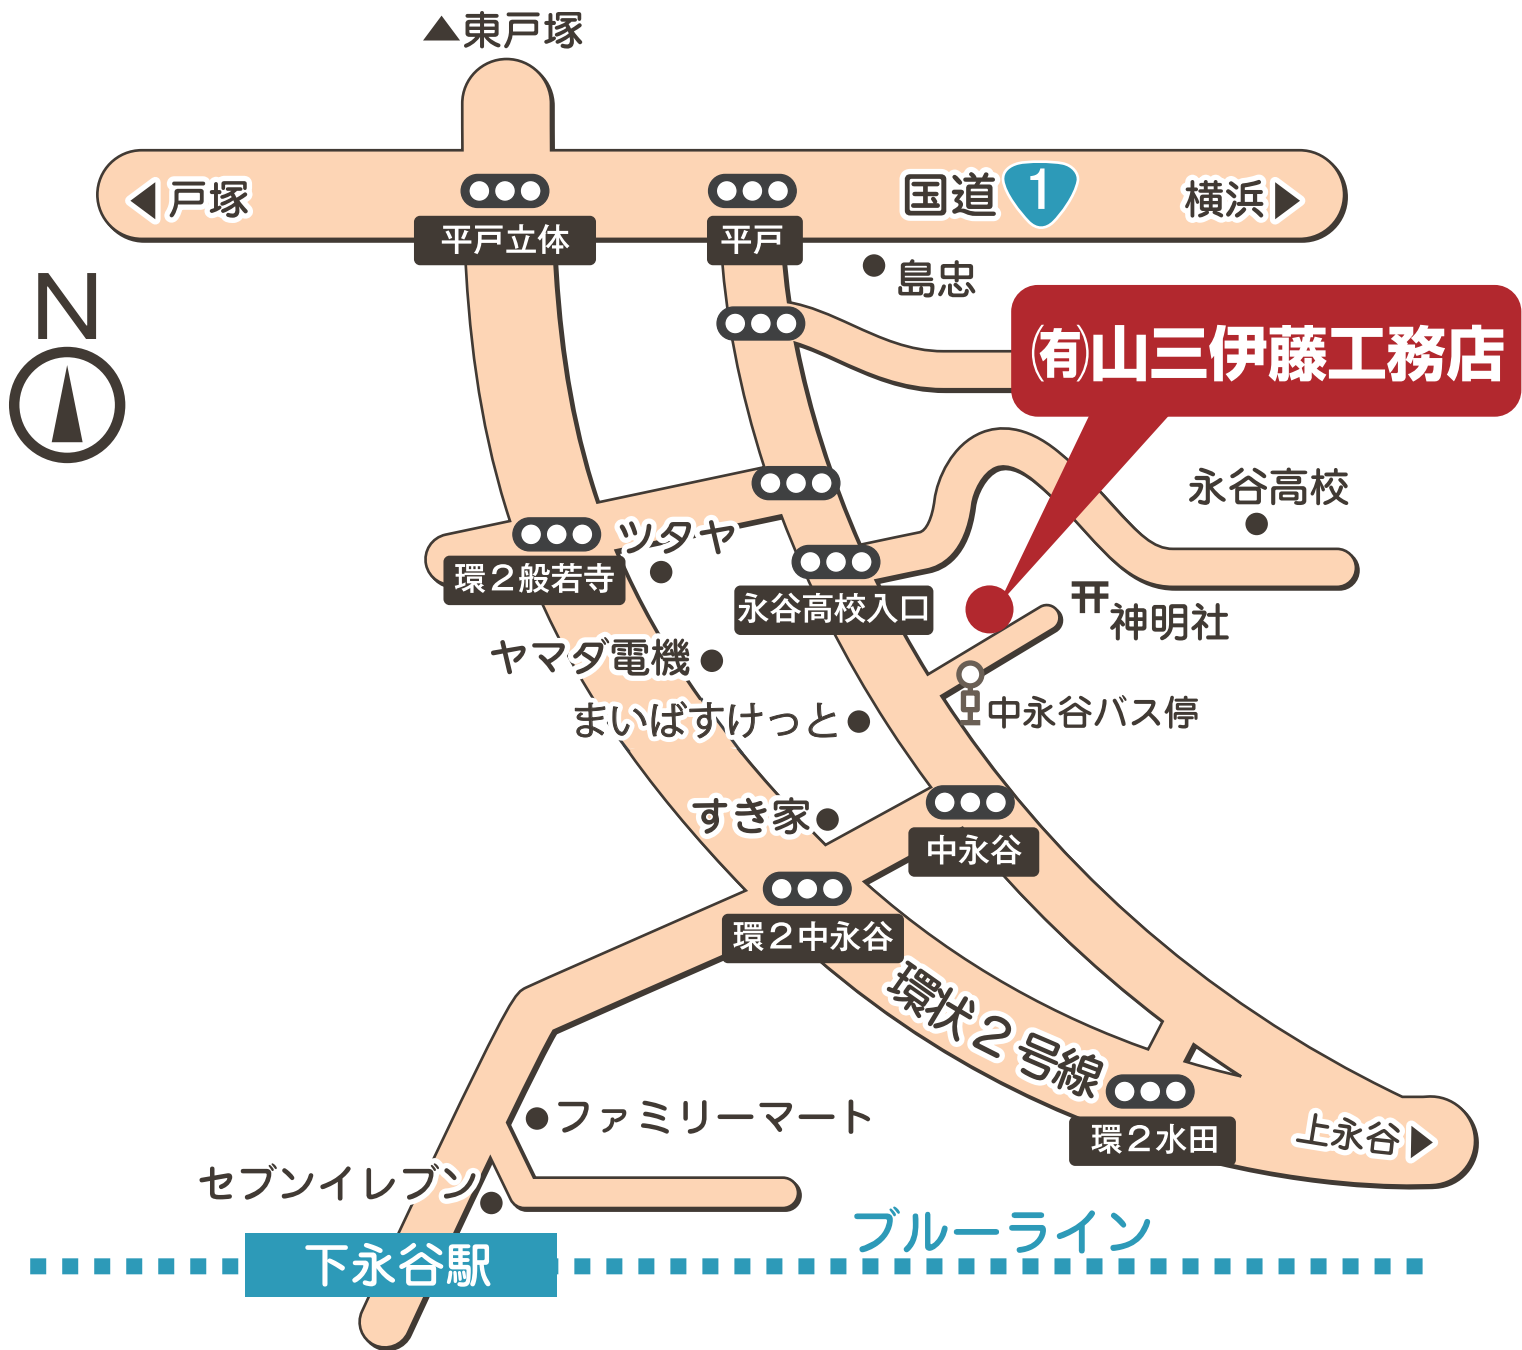 ▲東戸塚
◀戸塚
国道 1
横浜▶
平戸立体
平戸
島忠
N
㈲山三伊藤工務店
永谷高校
ツタヤ
環２般若寺
永谷高校入口
神明社
ヤマダ電機
まいばすけっと
中永谷バス停
すき家
中永谷
環２中永谷
環状２号線
環２水田
上永谷▶
ファミリーマート
セブンイレブン
ブルーライン
下永谷駅